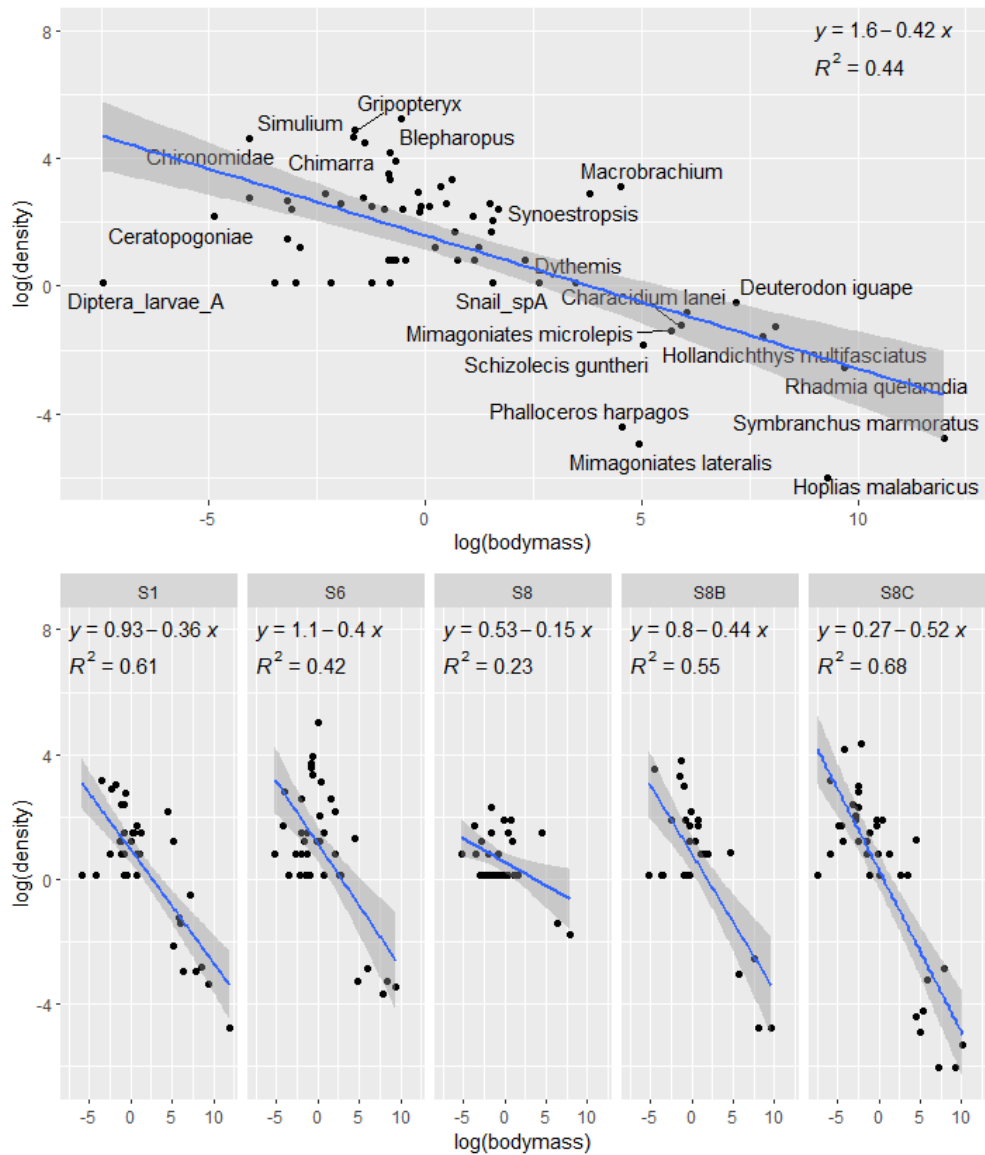 y = 1.6 − 0.42 x
R² = 0.44
8
4
0
-4
log(density)
Gripopteryx
Simulium
Blepharopus
Chironomidae
Chimarra
Macrobrachium
Synoestropsis
Ceratopogoniae
Dythemis
Diptera_larvae_A
Snail_spA
Characidium lanei
Deuterodon iguape
Mimagoniates microlepis
Hollandichthys multifasciatus
Schizolecis guntheri
Rhadmia quelamdia
Phalloceros harpagos
Symbranchus marmoratus
Mimagoniates lateralis
Hoplias malabaricus
-5 0 5 10
log(bodymass)
S1 S6 S8 S8B S8C
y = 0.93 − 0.36 x y = 1.1 − 0.4 x y = 0.53 − 0.15 x y = 0.8 − 0.44 x y = 0.27 − 0.52 x
R² = 0.61 R² = 0.42 R² = 0.23 R² = 0.55 R² = 0.68
8
4
0
-4
log(density)
-5 0 5 10 -5 0 5 10 -5 0 5 10 -5 0 5 10 -5 0 5 10
log(bodymass)